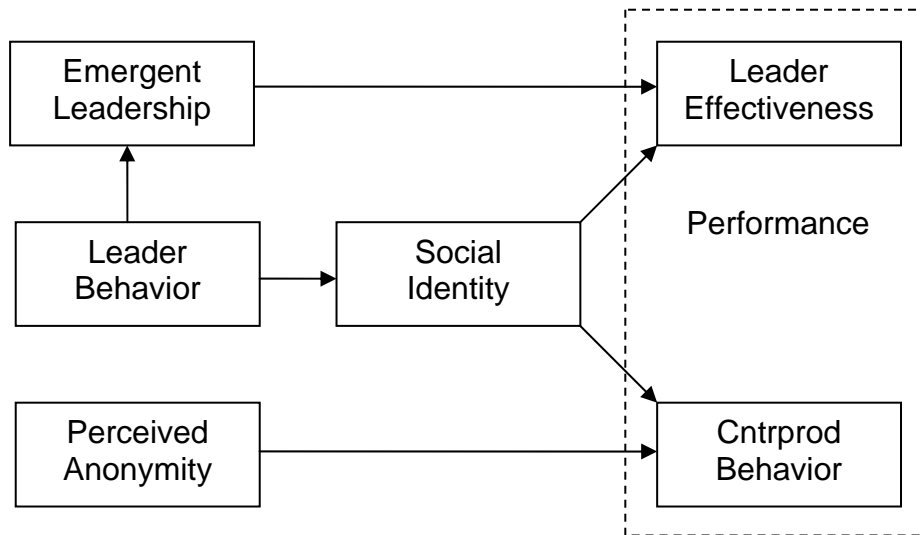 Emergent
Leadership
Leader
Effectiveness
Leader
Behavior
Social
Identity
Performance
Perceived
Anonymity
Cntrprod
Behavior